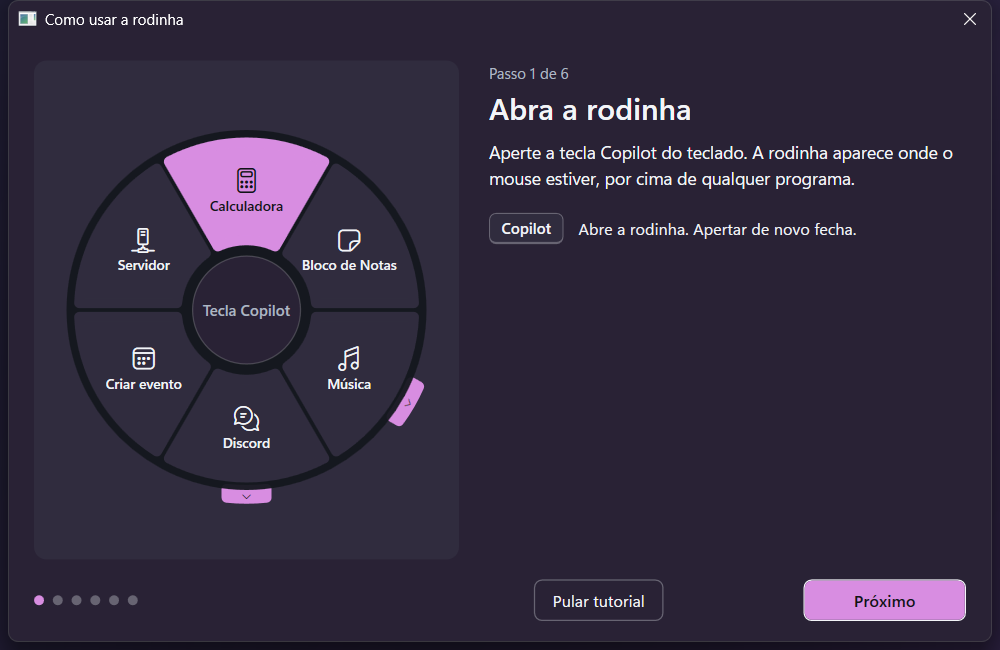 Como usar a rodinha
Passo 1 de 6
Abra a rodinha
Aperte a tecla Copilot do teclado. A rodinha aparece onde o
mouse estiver, por cima de qualquer programa.
Copilot Abre a rodinha. Apertar de novo fecha.
Calculadora
Servidor
Bloco de Notas
Tecla Copilot
Criar evento
Música
Discord
Pular tutorial
Próximo